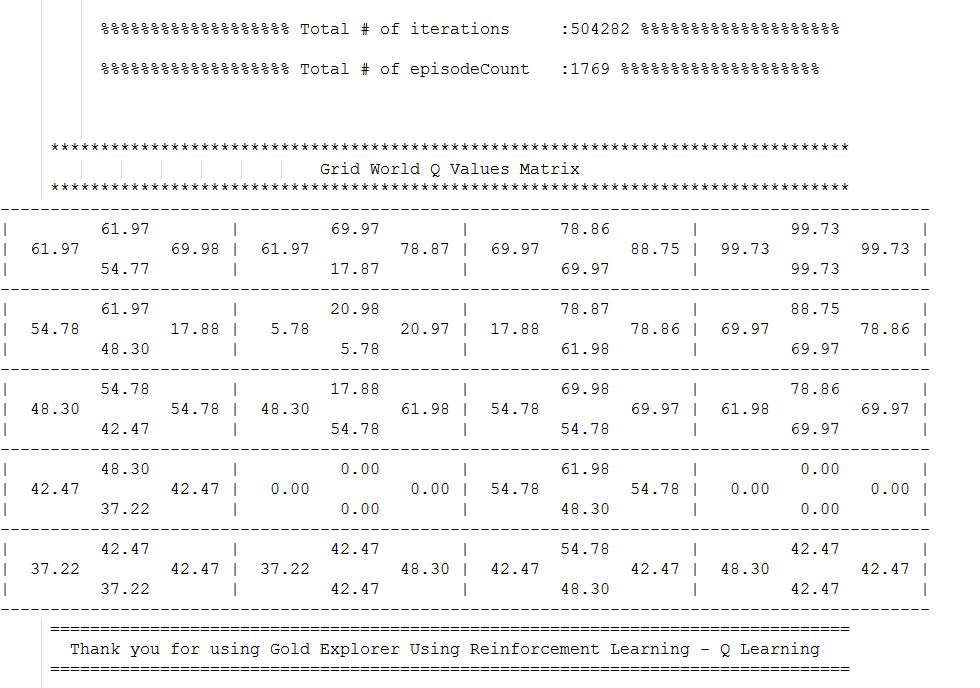 %%%%%%%%%%%%%%%%%%% Total # of iterations     :504282 %%%%%%%%%%%%%%%%%%%%
%%%%%%%%%%%%%%%%%%% Total # of episodeCount   :1769 %%%%%%%%%%%%%%%%%%%%
********************************************************************************
Grid World Q Values Matrix
********************************************************************************
---------------------------------------------------------------------------------------------
|         61.97         |         69.97         |         78.86         |         99.73         |
|  61.97         69.98 |  61.97         78.87 |  69.97         88.75 |  99.73         99.73 |
|         54.77         |         17.87         |         69.97         |         99.73         |
---------------------------------------------------------------------------------------------
|         61.97         |         20.98         |         78.87         |         88.75         |
|  54.78         17.88 |   5.78         20.97 |  17.88         78.86 |  69.97         78.86 |
|         48.30         |          5.78         |         61.98         |         69.97         |
---------------------------------------------------------------------------------------------
|         54.78         |         17.88         |         69.98         |         78.86         |
|  48.30         54.78 |  48.30         61.98 |  54.78         69.97 |  61.98         69.97 |
|         42.47         |         54.78         |         54.78         |         69.97         |
---------------------------------------------------------------------------------------------
|         48.30         |          0.00         |         61.98         |          0.00         |
|  42.47         42.47 |   0.00          0.00 |  54.78         54.78 |   0.00          0.00 |
|         37.22         |          0.00         |         48.30         |          0.00         |
---------------------------------------------------------------------------------------------
|         42.47         |         42.47         |         54.78         |         42.47         |
|  37.22         42.47 |  37.22         48.30 |  42.47         42.47 |  48.30         42.47 |
|         37.22         |         42.47         |         48.30         |         42.47         |
---------------------------------------------------------------------------------------------
================================================================================
Thank you for using Gold Explorer Using Reinforcement Learning - Q Learning
================================================================================